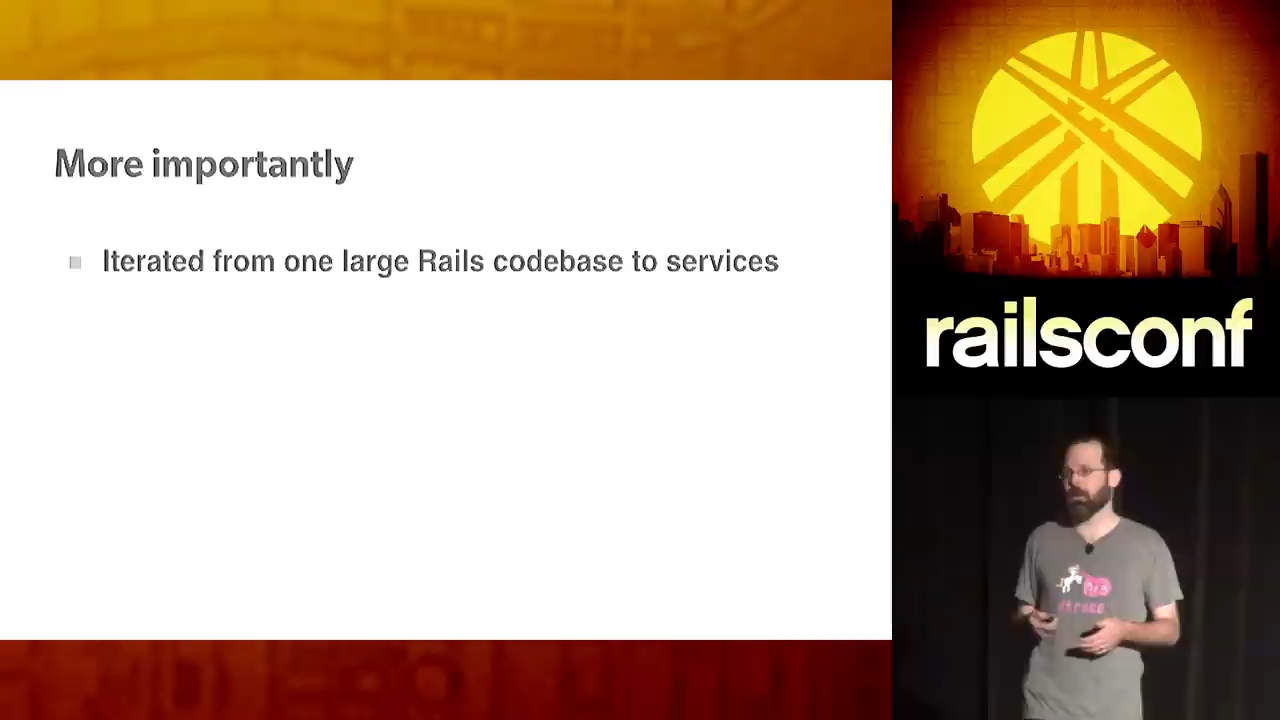 More importantly
Iterated from one large Rails codebase to services
railsconf